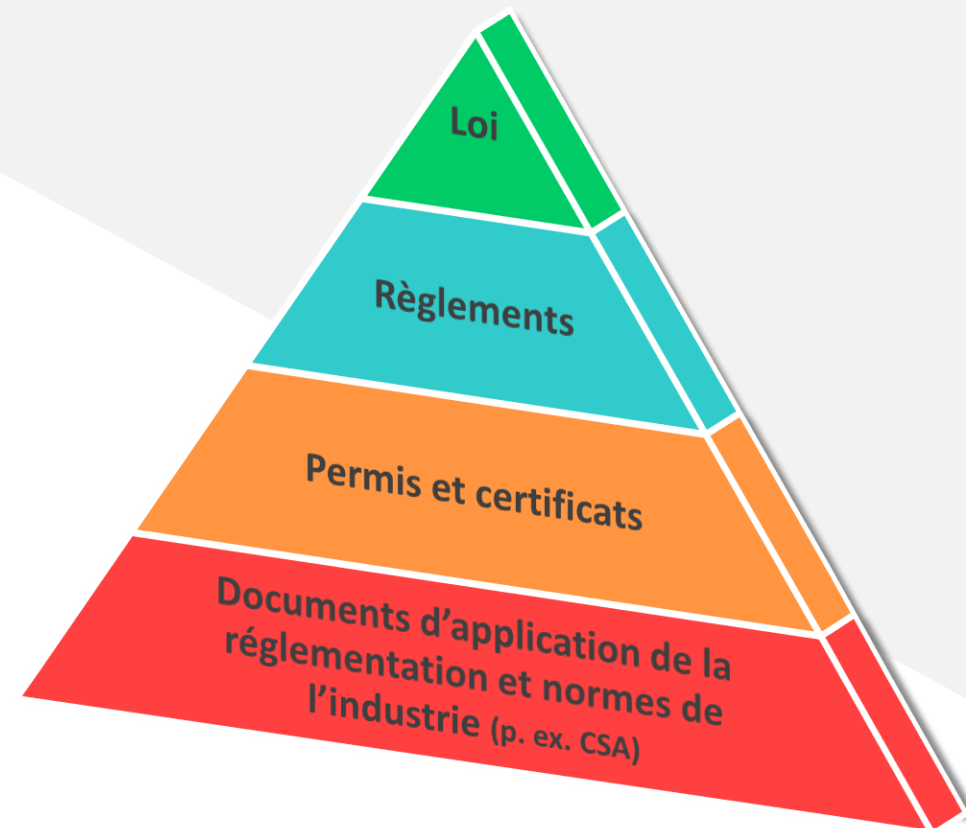 Loi
Règlements
Permis et certificats
Documents d'application de la
réglementation et normes de
l'industrie (p. ex. CSA)